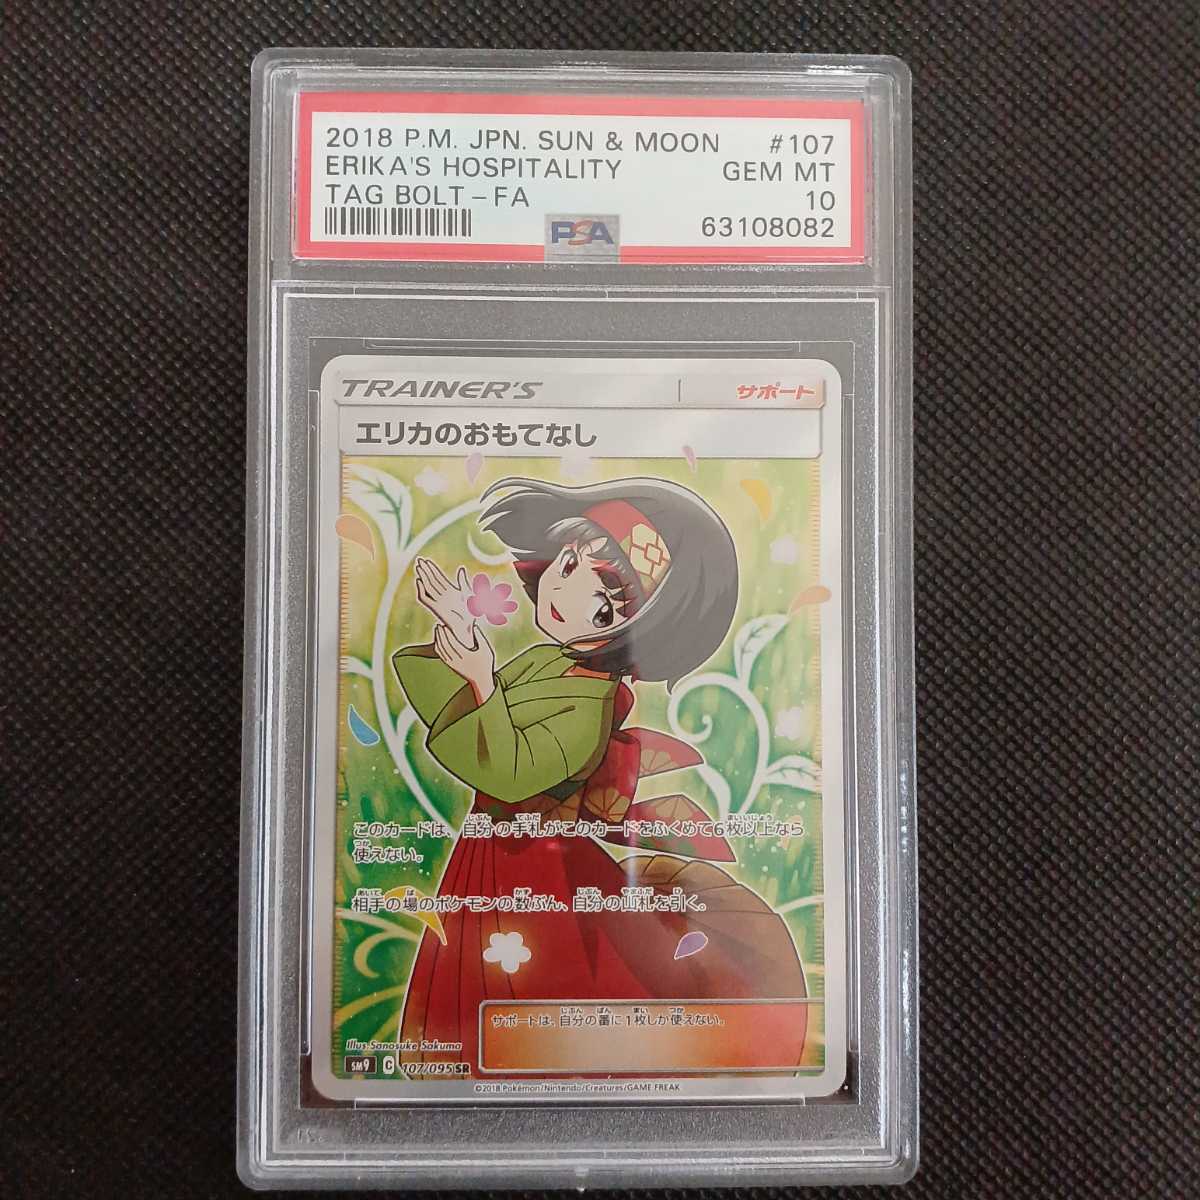 2018 P.M. JPN. SUN & MOON #107
ERIKA'S HOSPITALITY GEM MT
TAG BOLT-FA 10
63108082
PSA
TRAINER'S サポート
エリカのおもてなし
このカードは、自分の手札がこのカードをふくめて6枚以上なら
使えない。
相手の場のポケモンの数ぶん、自分の山札を引く。
サポートは、自分の番に1枚しか使えない。
Illus. Sanosuke Sakuma
SM9 C 107/095 SR
©2018 Pokémon/Nintendo/Creatures/GAME FREAK